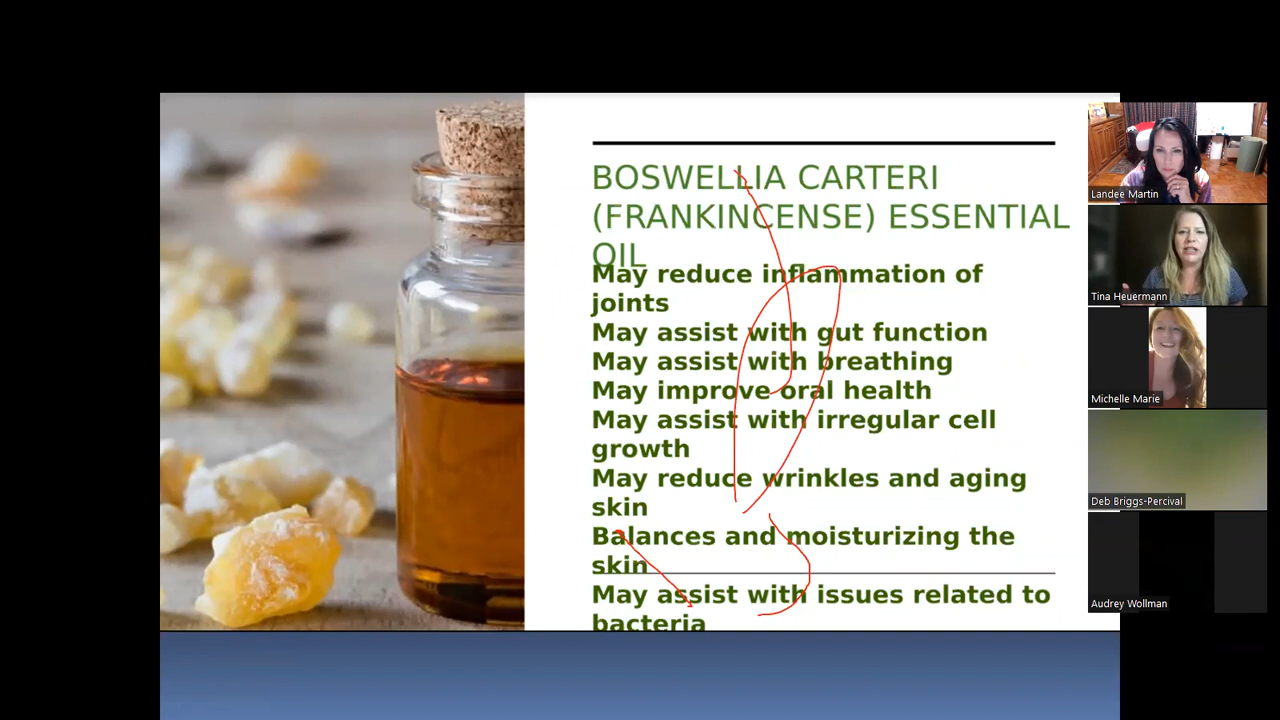 BOSWELLIA CARTERI
(FRANKINCENSE) ESSENTIAL
OIL
May reduce inflammation of
joints
May assist with gut function
May assist with breathing
May improve oral health
May assist with irregular cell
growth
May reduce wrinkles and aging
skin
Balances and moisturizing the
skin
May assist with issues related to
bacteria
Landee Martin
Tina Heuermann
Michelle Marie
Deb Briggs-Percival
Audrey Wollman